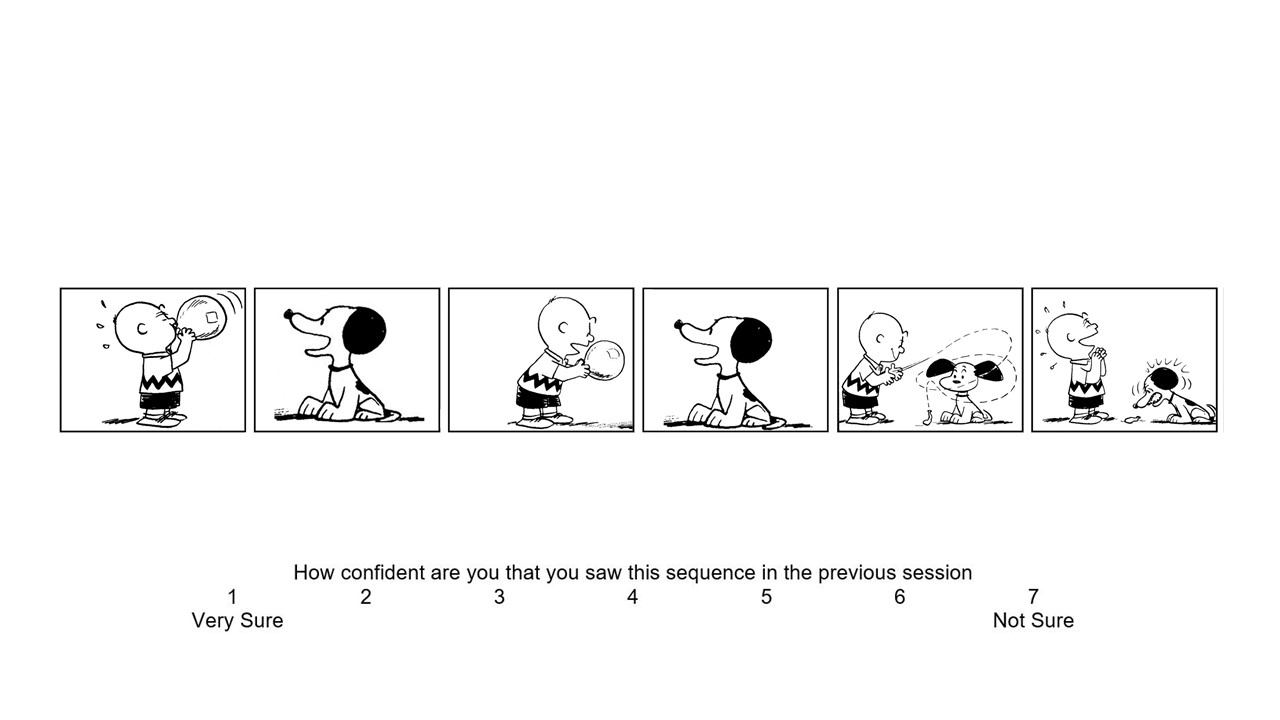 How confident are you that you saw this sequence in the previous session
1 2 3 4 5 6 7
Very Sure Not Sure